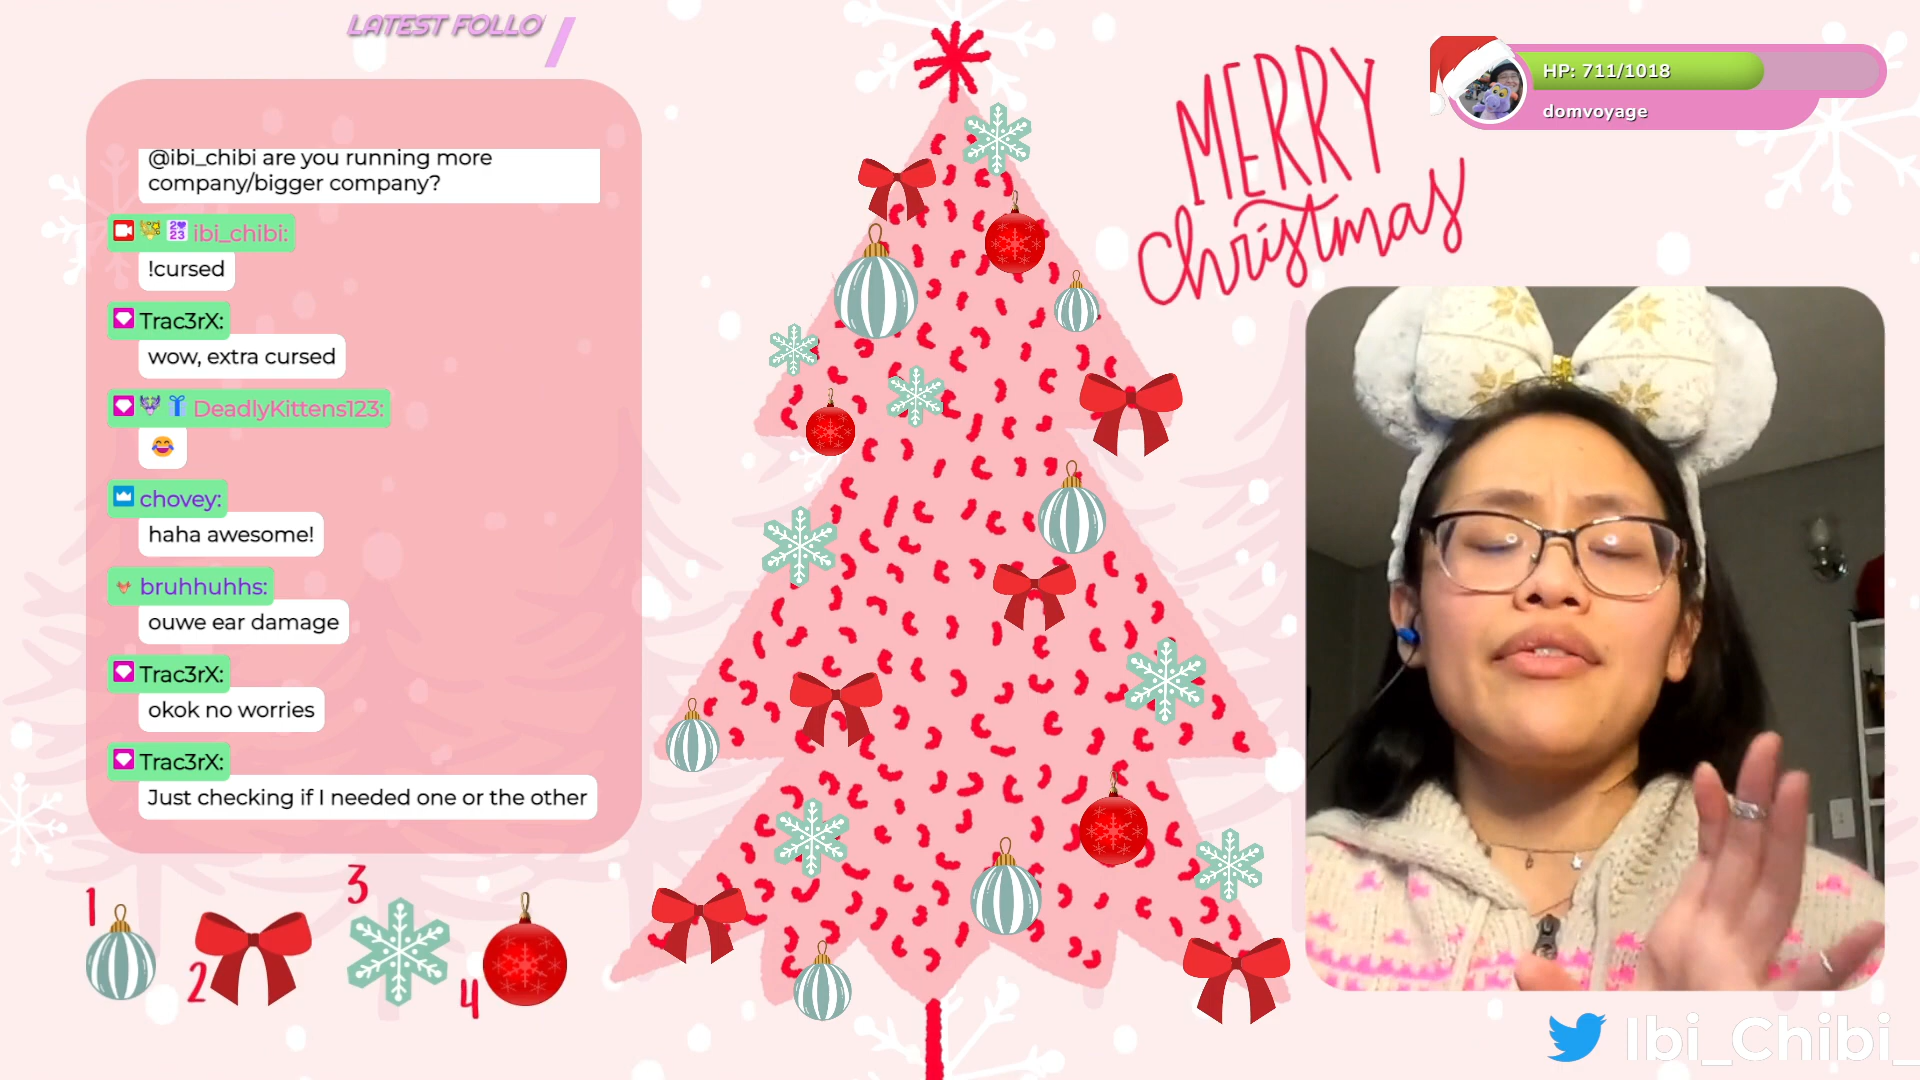 LATEST FOLLO
@ibi_chibi are you running more
company/bigger company?
ibi_chibi:
!cursed
Trac3rX:
wow, extra cursed
DeadlyKittens123:
chovey:
haha awesome!
bruhhuhhs:
ouwe ear damage
Trac3rX:
okok no worries
Trac3rX:
Just checking if I needed one or the other
1
2
3
4
MERRY
Christmas
HP: 711/1018
domvoyage
Ibi_Chibi_